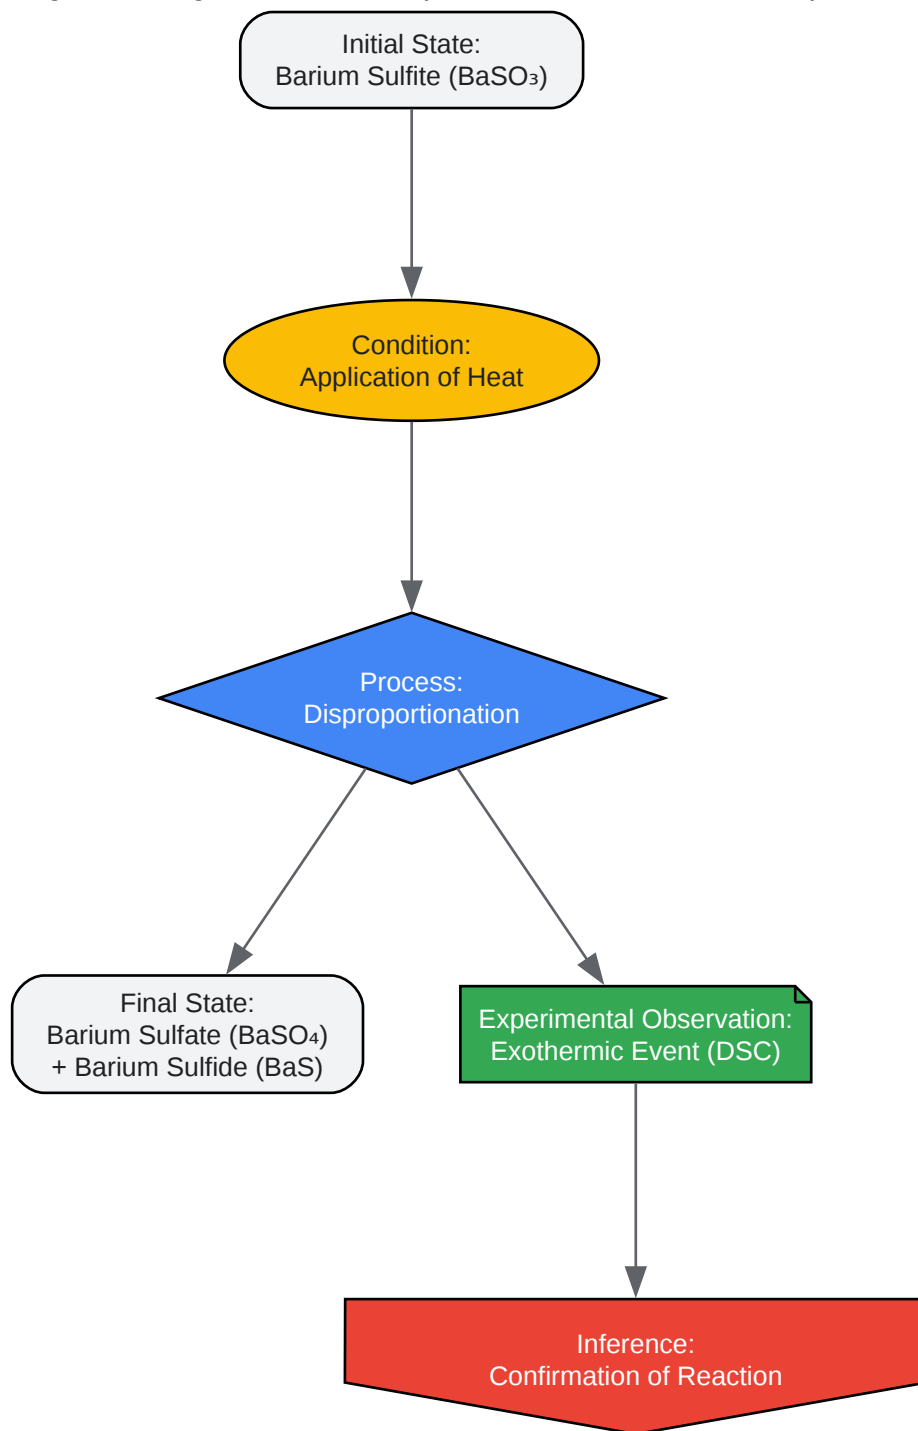 Initial State:
Barium Sulfite (BaSO₃)
Condition:
Application of Heat
Process:
Disproportionation
Final State:
Barium Sulfate (BaSO₄)
+ Barium Sulfide (BaS)
Experimental Observation:
Exothermic Event (DSC)
Inference:
Confirmation of Reaction